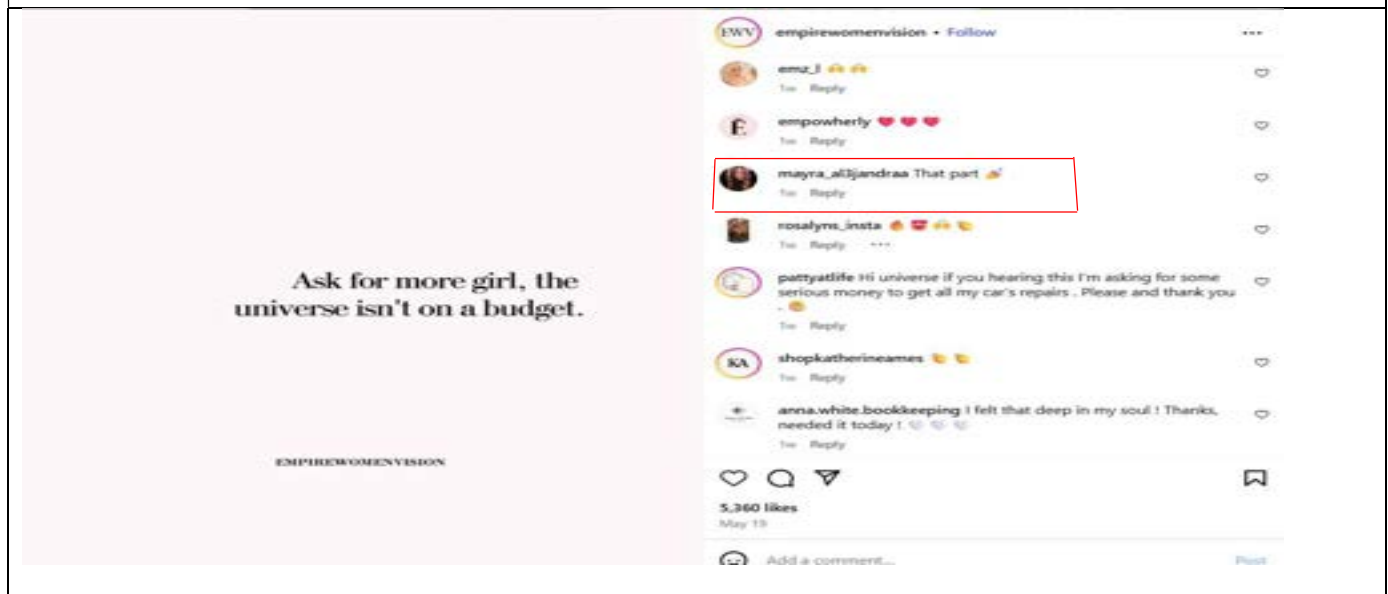 Ask for more girl, the
universe isn't on a budget.
EMPIREWOMENVISION
EWV empirewomenvision • Follow
emz_l 🙌 🙌
1w Reply
E empowherly ❤️ ❤️ ❤️
1w Reply
mayra_al3jandraa That part 💅
1w Reply
rosalyns_insta 🔥 😍 🙌 👏
1w Reply
pattyatlife Hi universe if you hearing this I'm asking for some
serious money to get all my car's repairs . Please and thank you
.
1w Reply
KA shopkatherineames 👏 👏
1w Reply
anna.white.bookkeeping I felt that deep in my soul ! Thanks,
needed it today !
1w Reply
5,360 likes
May 19
Add a comment...
Post